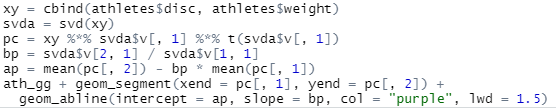 xy = cbind(athletes$disc, athletes$weight)
svda = svd(xy)
pc = xy %*% svda$v[, 1] %*% t(svda$v[, 1])
bp = svda$v[2, 1] / svda$v[1, 1]
ap = mean(pc[, 2]) - bp * mean(pc[, 1])
ath_gg + geom_segment(xend = pc[, 1], yend = pc[, 2]) +
  geom_abline(intercept = ap, slope = bp, col = "purple", lwd = 1.5)